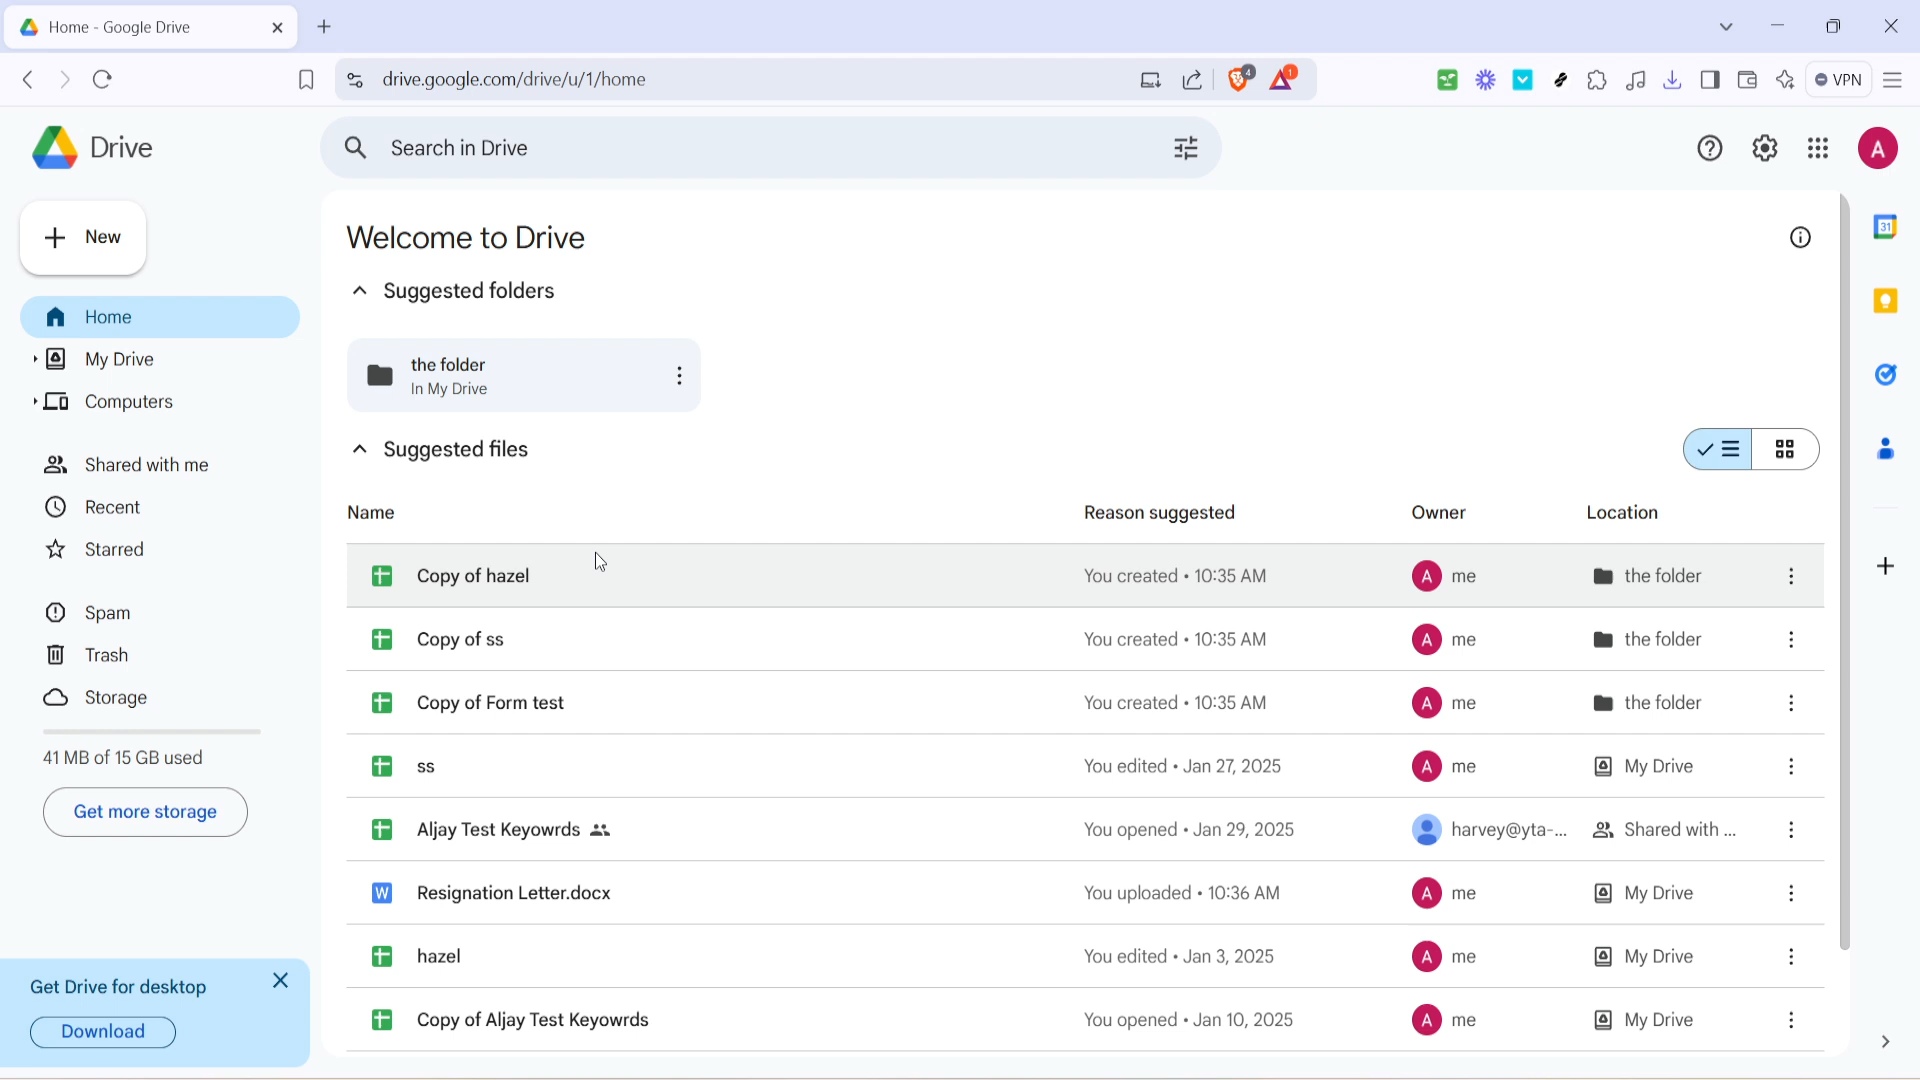 Home - Google Drive
drive.google.com/drive/u/1/home
4
1
VPN
Drive
Search in Drive
A
New
Welcome to Drive
31
Suggested folders
Home
My Drive
Computers
the folder
In My Drive
Suggested files
Shared with me
Recent
Starred
Spam
Trash
Storage
41 MB of 15 GB used
Get more storage
Name Reason suggested Owner Location
Copy of hazel You created • 10:35 AM A me the folder
Copy of ss You created • 10:35 AM A me the folder
Copy of Form test You created • 10:35 AM A me the folder
ss You edited • Jan 27, 2025 A me My Drive
Aljay Test Keyowrds You opened • Jan 29, 2025 harvey@yta-... Shared with ...
W Resignation Letter.docx You uploaded • 10:36 AM A me My Drive
hazel You edited • Jan 3, 2025 A me My Drive
Copy of Aljay Test Keyowrds You opened • Jan 10, 2025 A me My Drive
Get Drive for desktop
Download